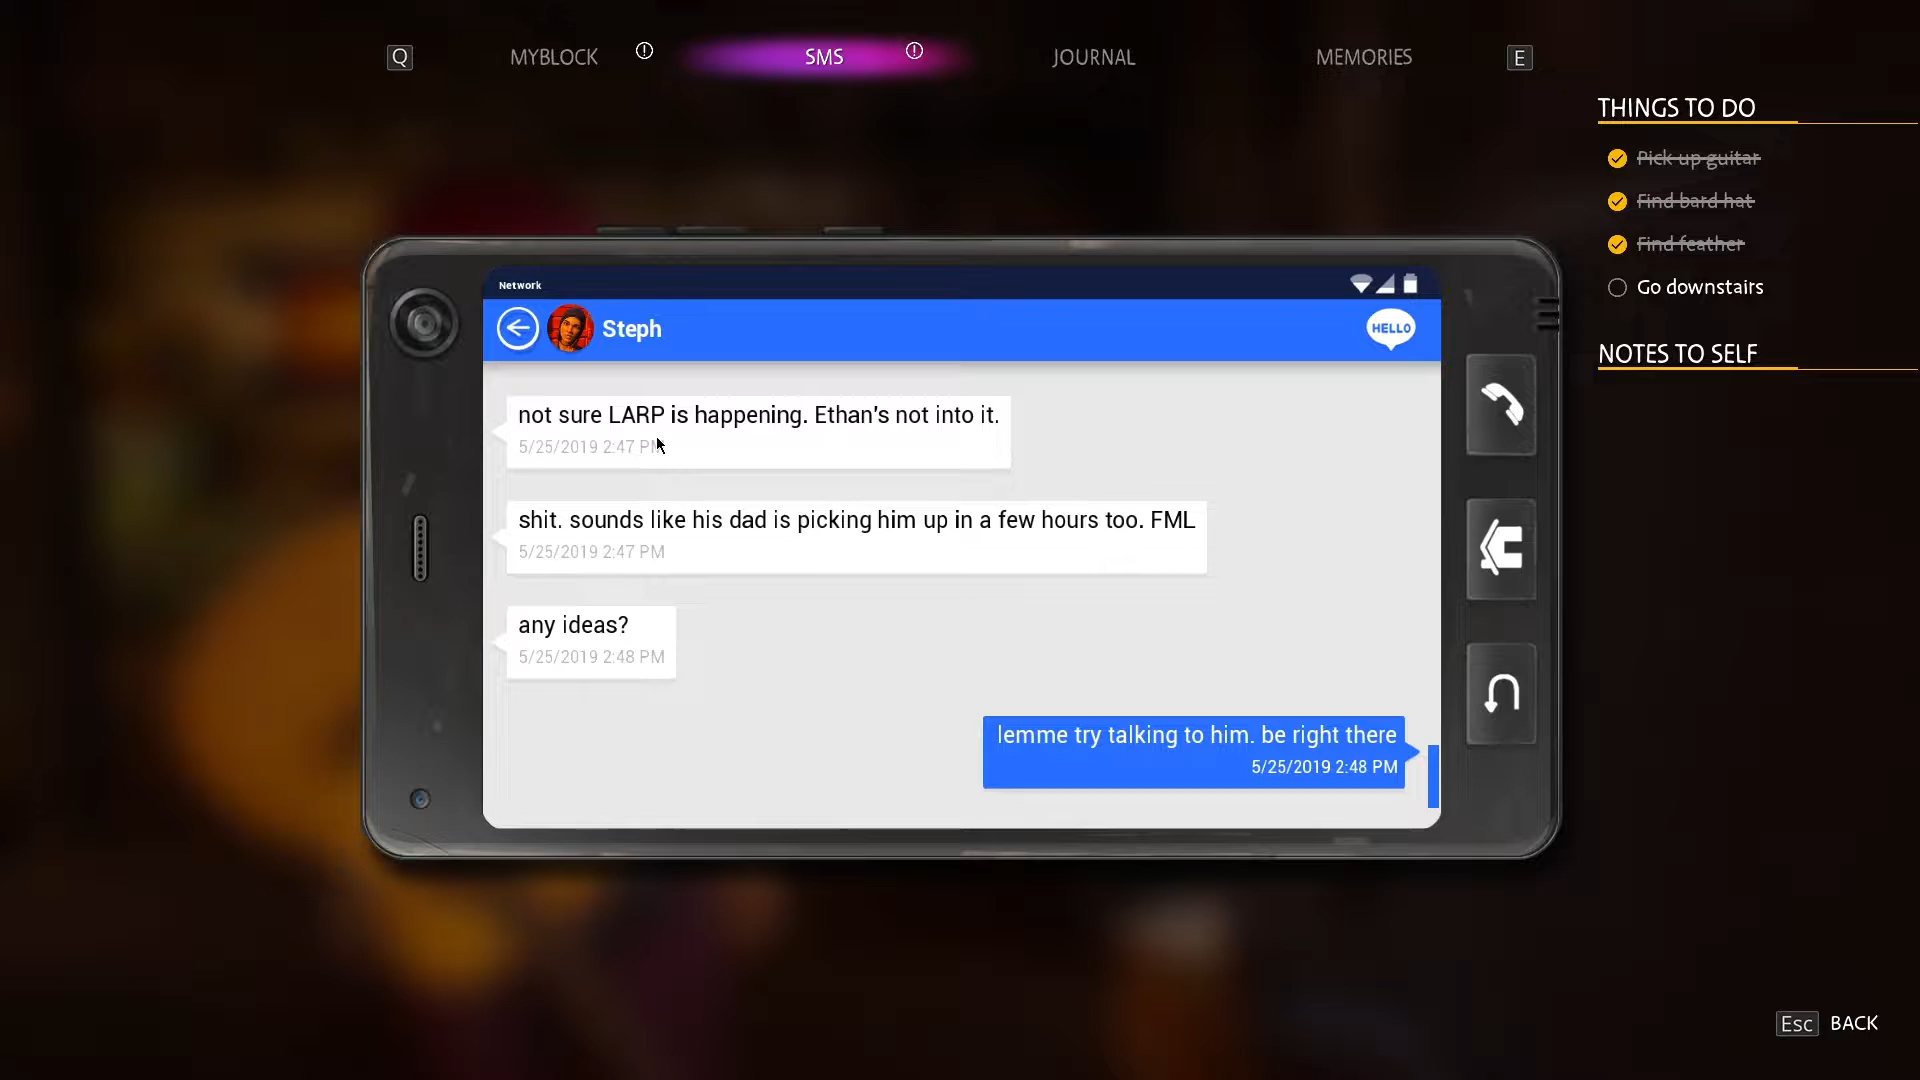 Q
MYBLOCK
SMS
JOURNAL
MEMORIES
E
THINGS TO DO
Pick up guitar
Find bard hat
Find feather
Go downstairs
NOTES TO SELF
Network
Steph
HELLO
not sure LARP is happening. Ethan's not into it.
5/25/2019 2:47 PM
shit. sounds like his dad is picking him up in a few hours too. FML
5/25/2019 2:47 PM
any ideas?
5/25/2019 2:48 PM
lemme try talking to him. be right there
5/25/2019 2:48 PM
Esc BACK